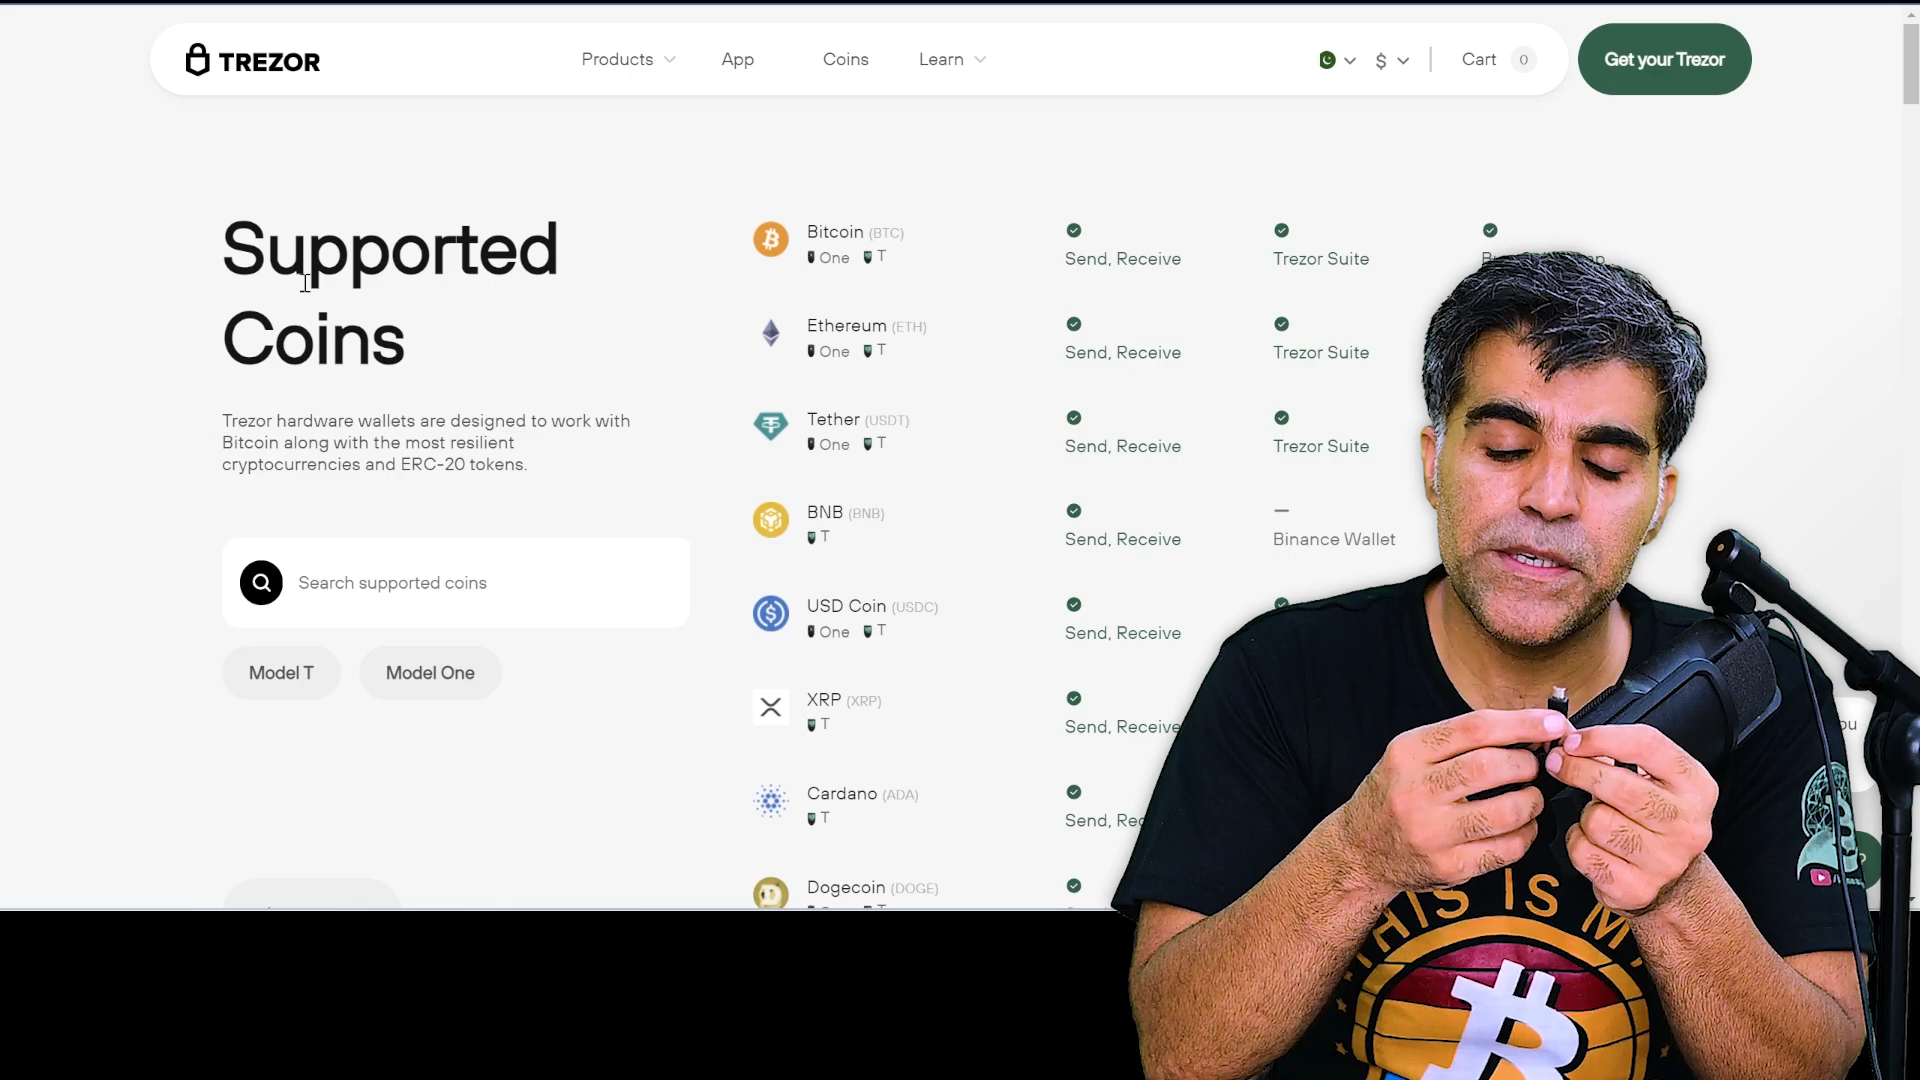 TREZOR
Products
App
Coins
Learn
$
Cart
0
Get your Trezor
Supported
Coins
Trezor hardware wallets are designed to work with
Bitcoin along with the most resilient
cryptocurrencies and ERC-20 tokens.
Search supported coins
Model T
Model One
Bitcoin (BTC)
One T
Send, Receive
Trezor Suite
Ethereum (ETH)
One T
Send, Receive
Trezor Suite
Tether (USDT)
One T
Send, Receive
Trezor Suite
BNB (BNB)
T
Send, Receive
Binance Wallet
USD Coin (USDC)
One T
Send, Receive
XRP (XRP)
T
Send, Receive
Cardano (ADA)
T
Send,
Dogecoin (DOGE)
THIS IS